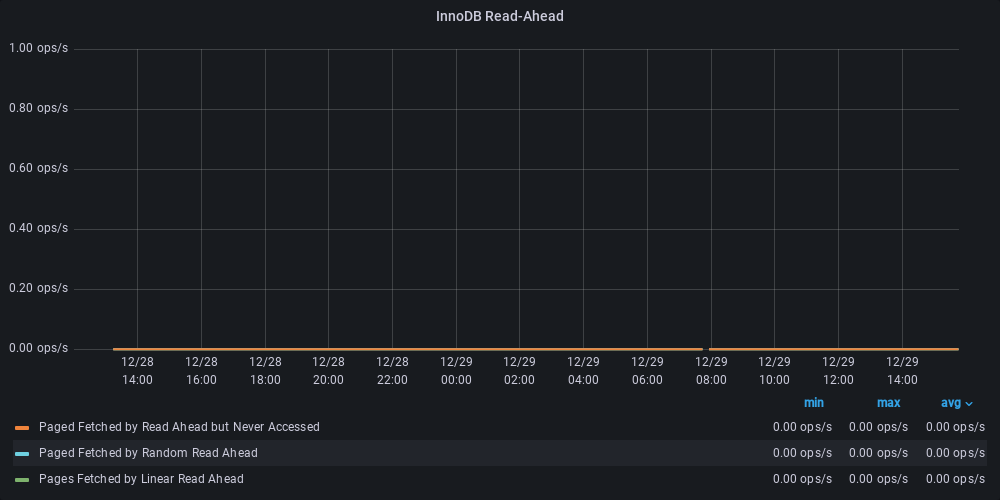 InnoDB Read-Ahead
1.00 ops/s
0.80 ops/s
0.60 ops/s
0.40 ops/s
0.20 ops/s
0.00 ops/s
12/28 12/28 12/28 12/28 12/28 12/29 12/29 12/29 12/29 12/29 12/29 12/29 12/29
14:00 16:00 18:00 20:00 22:00 00:00 02:00 04:00 06:00 08:00 10:00 12:00 14:00
min max avg
Paged Fetched by Read Ahead but Never Accessed 0.00 ops/s 0.00 ops/s 0.00 ops/s
Paged Fetched by Random Read Ahead 0.00 ops/s 0.00 ops/s 0.00 ops/s
Pages Fetched by Linear Read Ahead 0.00 ops/s 0.00 ops/s 0.00 ops/s